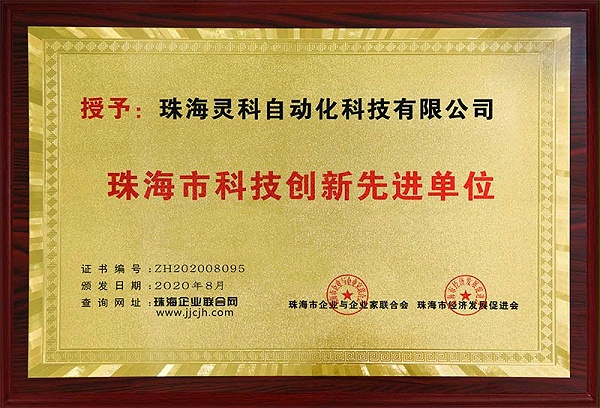 授予：珠海灵科自动化科技有限公司
珠海市科技创新先进单位
证书编号:ZH202008095
颁发日期:2020年8月
查询网址:珠海企业联合网
www.jjcjh.com
珠海市企业与企业家联合会 珠海市经济发展促进会